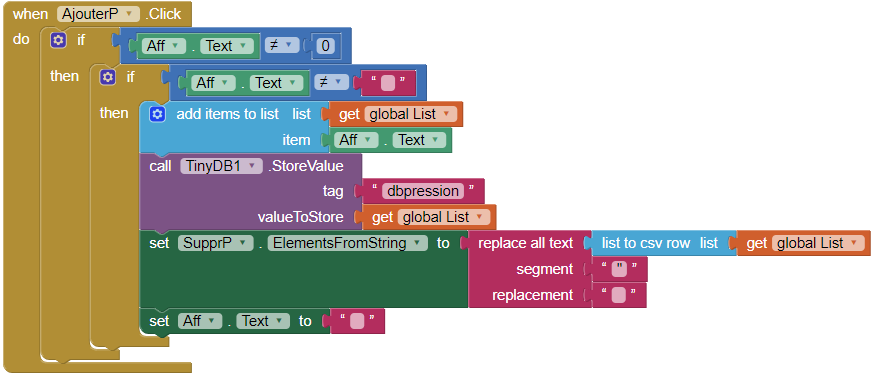 when AjouterP .Click
do if Aff . Text ≠ 0
then if Aff . Text ≠ “ ”
then add items to list list get global List
item Aff . Text
call TinyDB1 .StoreValue
tag “ dbpression ”
valueToStore get global List
set SupprP . ElementsFromString to replace all text list to csv row list get global List
segment “ " ”
replacement “ ”
set Aff . Text to “ ”